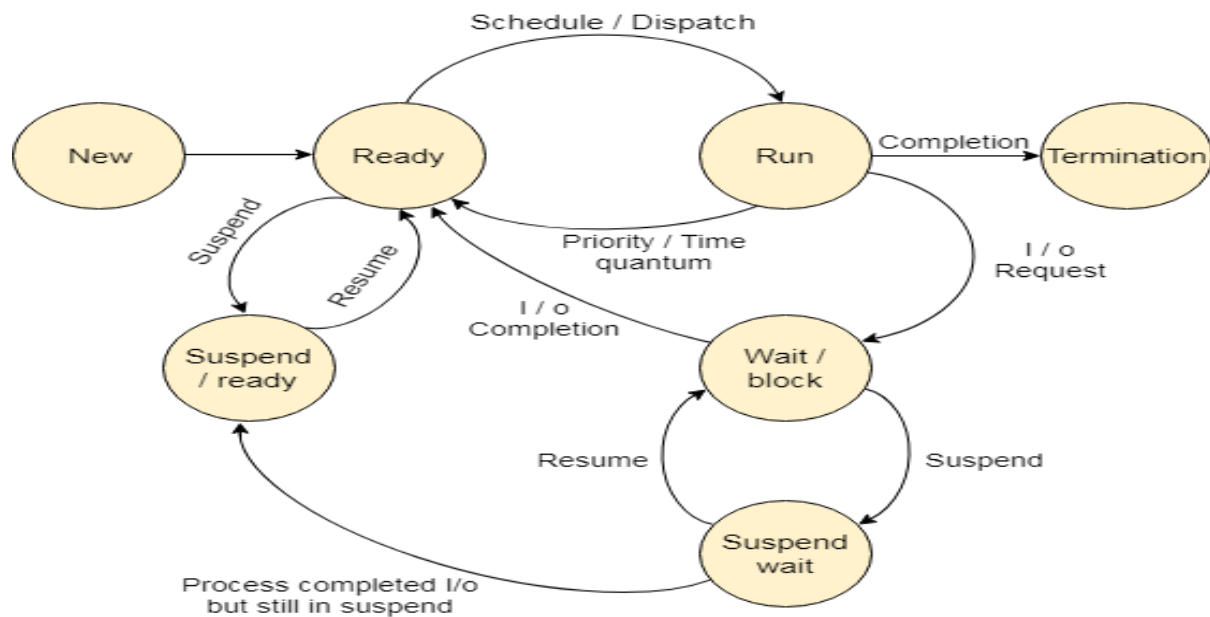 Schedule / Dispatch
New
Ready
Run
Completion
Termination
Suspend
Resume
Priority / Time
quantum
I / o
Request
I / o
Completion
Suspend
/ ready
Wait /
block
Resume
Suspend
Suspend
wait
Process completed I/o
but still in suspend